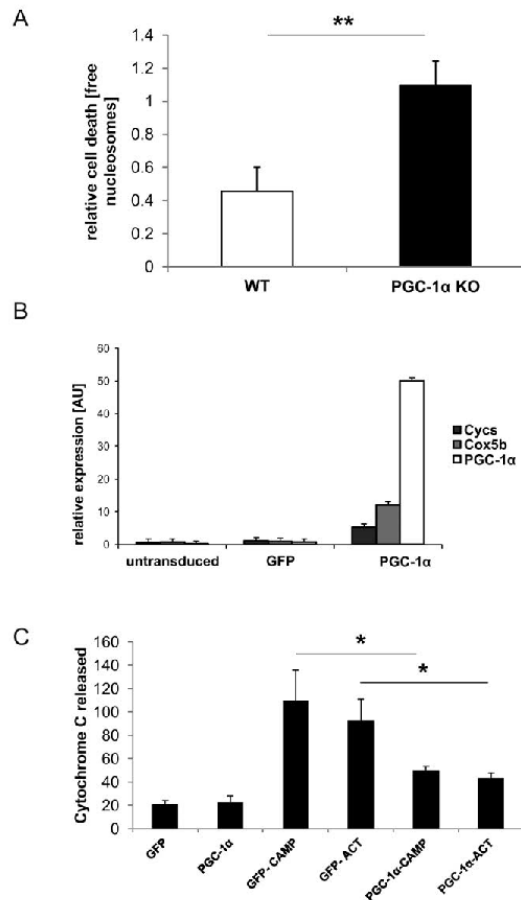 A
**
relative cell death [free
nucleosomes]
1.4
1.2
1
0.8
0.6
0.4
0.2
0
WT
PGC-1α KO
B
relative expression [AU]
60
50
40
30
20
10
0
Cycs
Cox5b
PGC-1α
untransduced
GFP
PGC-1α
C
Cytochrome C released
160
140
120
100
80
60
40
20
0
*
*
GFP
PGC-1α
GFP- CAMP
GFP- ACT
PGC-1α-CAMP
PGC-1α-ACT